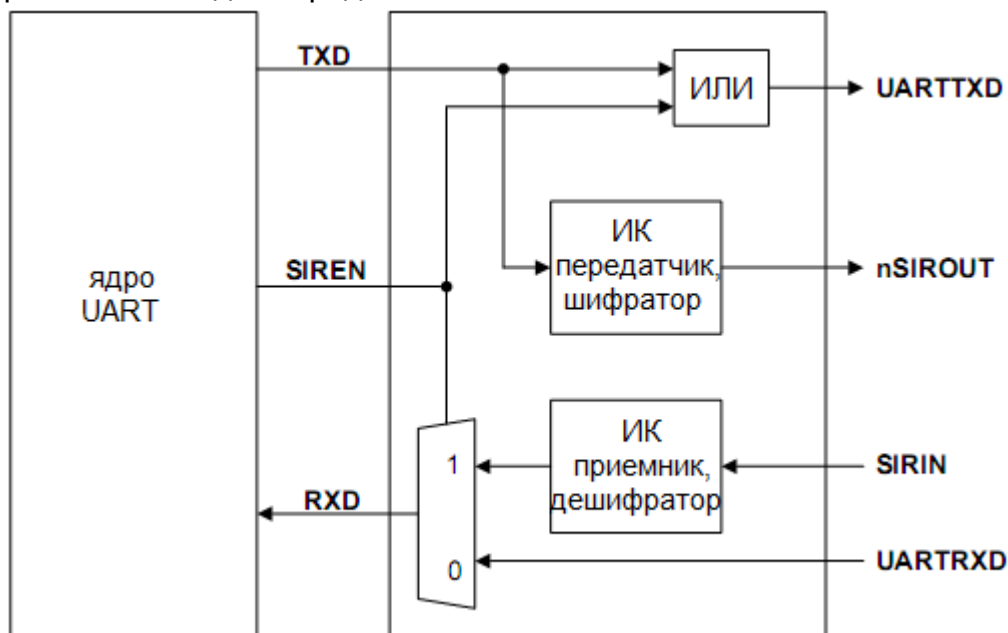 TXD
ИЛИ
UARTTXD
ИК
передатчик,
шифратор
nSIROUT
SIREN
ядро
UART
ИК
приемник,
дешифратор
1
SIRIN
RXD
0
UARTRXD